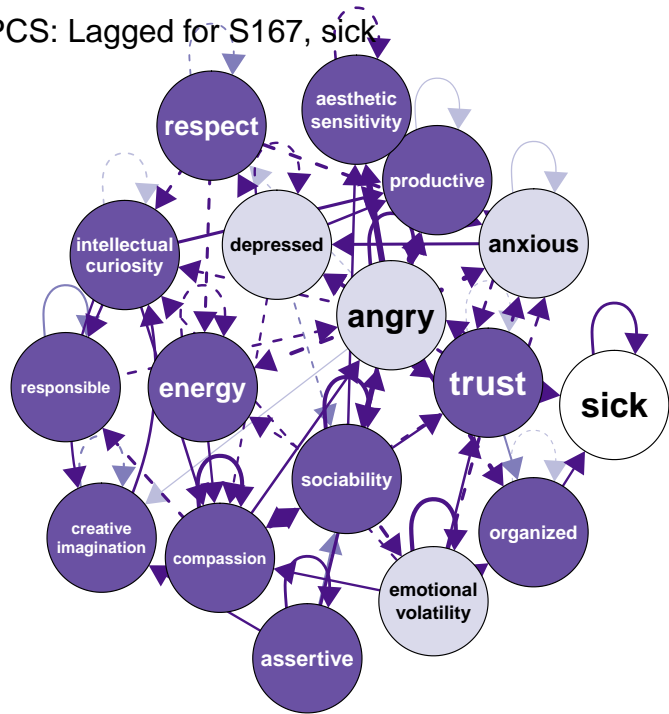 PCS: Lagged for S167, sick
respect
aesthetic
sensitivity
productive
intellectual
curiosity
depressed
anxious
angry
responsible
energy
trust
sick
sociability
creative
imagination
compassion
organized
emotional
volatility
assertive